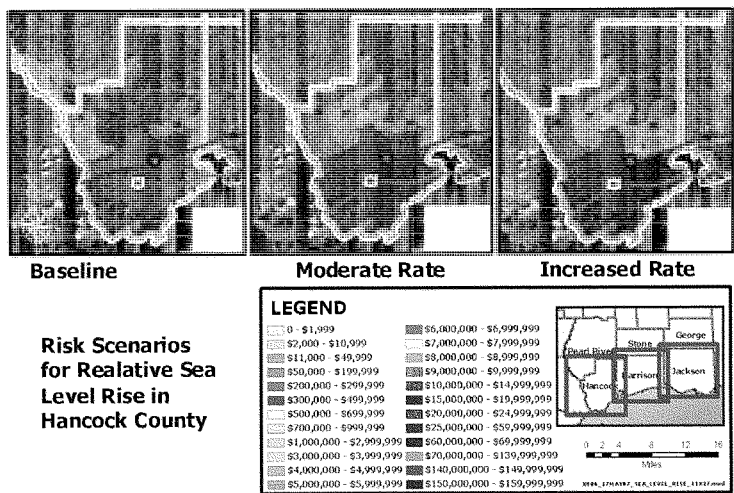 Baseline
Moderate Rate
Increased Rate
Risk Scenarios
for Realative Sea
Level Rise in
Hancock County
LEGEND
0 - $1,999
$2,000 - $10,999
$11,000 - $49,999
$50,000 - $199,999
$200,000 - $299,999
$300,000 - $499,999
$500,000 - $699,999
$700,000 - $999,999
$1,000,000 - $2,999,999
$3,000,000 - $3,999,999
$4,000,000 - $4,999,999
$5,000,000 - $5,999,999
$6,000,000 - $6,999,999
$7,000,000 - $7,999,999
$8,000,000 - $8,999,999
$9,000,000 - $9,999,999
$10,000,000 - $14,999,999
$15,000,000 - $19,999,999
$20,000,000 - $24,999,999
$25,000,000 - $59,999,999
$60,000,000 - $69,999,999
$70,000,000 - $139,999,999
$140,000,000 - $149,999,999
$150,000,000 - $159,999,999
George
Stone
Pearl River
Hancock
Harrison
Jackson
0 2 4 8 12 16
Miles